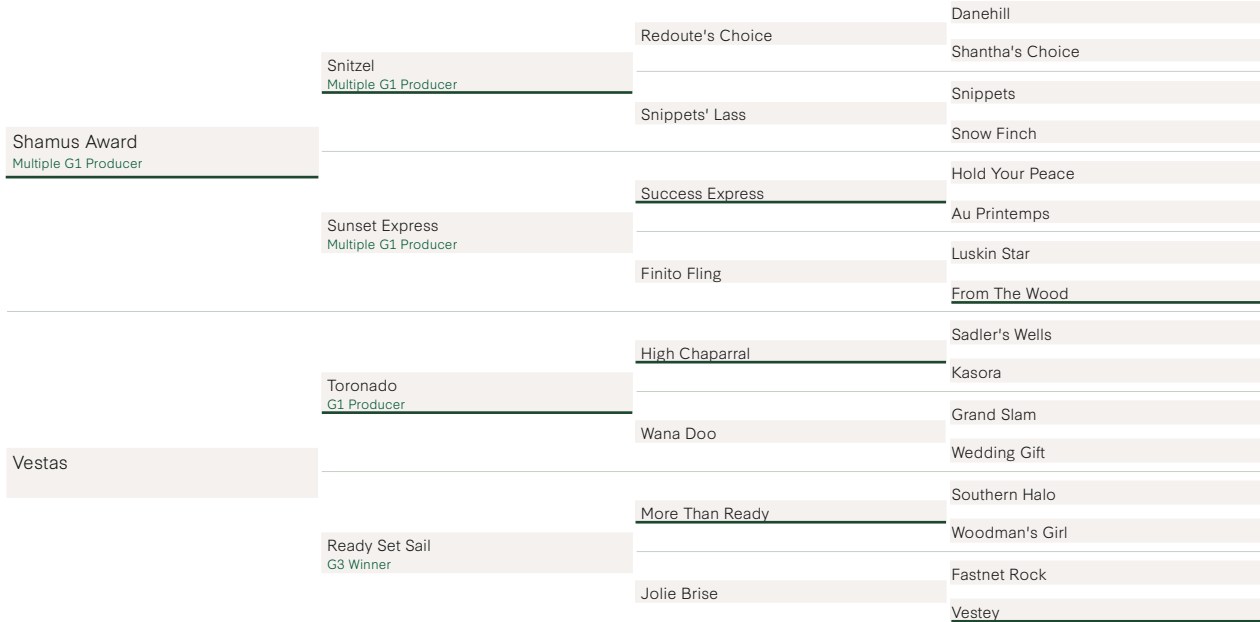 Shamus Award
Multiple G1 Producer
Vestas
Snitzel
Multiple G1 Producer
Sunset Express
Multiple G1 Producer
Toronado
G1 Producer
Ready Set Sail
G3 Winner
Redoute's Choice
Snippets' Lass
Success Express
Finito Fling
High Chaparral
Wana Doo
More Than Ready
Jolie Brise
Danehill
Shantha's Choice
Snippets
Snow Finch
Hold Your Peace
Au Printemps
Luskin Star
From The Wood
Sadler's Wells
Kasora
Grand Slam
Wedding Gift
Southern Halo
Woodman's Girl
Fastnet Rock
Vestey